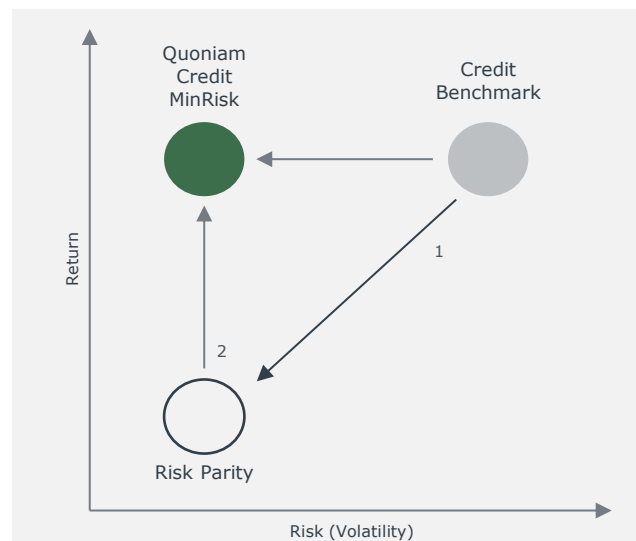 Quoniam
Credit
MinRisk
Credit
Benchmark
1
Return
2
Risk Parity
Risk (Volatility)